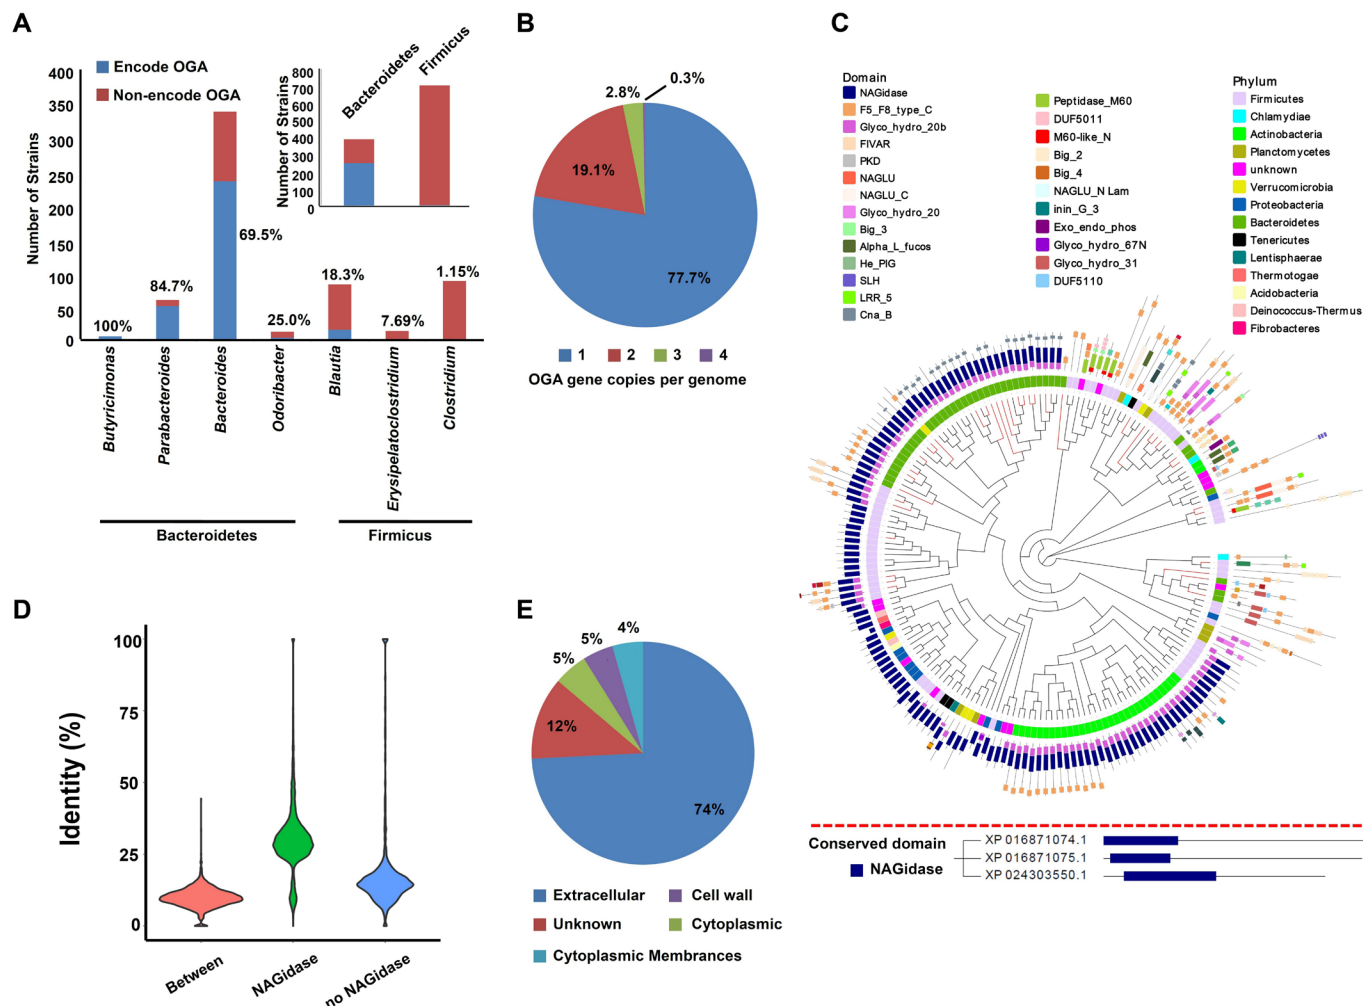 A
Encode OGA
Non-encode OGA
Number of Strains
400
350
300
250
200
150
100
50
0
100%
84.7%
69.5%
25.0%
18.3%
7.69%
1.15%
Butyricimonas
Parabacteroides
Bacteroides
Odoribacter
Blautia
Erysipelatoclostridium
Clostridium
Bacteroidetes
Firmicus
Bacteroidetes
Firmicus
Number of Strains
800
700
600
500
400
300
200
100
0
B
0.3%
2.8%
19.1%
77.7%
1 2 3 4
OGA gene copies per genome
C
Domain
NAGidase
F5_F8_type_C
Glyco_hydro_20b
FIVAR
PKD
NAGLU
NAGLU_C
Glyco_hydro_20
Big_3
Alpha_L_fucos
He_PIG
SLH
LRR_5
Cna_B
Peptidase_M60
DUF5011
M60-like_N
Big_2
Big_4
NAGLU_N Lam
inin_G_3
Exo_endo_phos
Glyco_hydro_67N
Glyco_hydro_31
DUF5110
Phylum
Firmicutes
Chlamydiae
Actinobacteria
Planctomycetes
unknown
Verrucomicrobia
Proteobacteria
Bacteroidetes
Tenericutes
Lentisphaerae
Thermotogae
Acidobacteria
Deinococcus-Thermus
Fibrobacteres
Conserved domain
NAGidase
XP 016871074.1
XP 016871075.1
XP 024303550.1
D
Identity (%)
100
75
50
25
0
Between
NAGidase
no NAGidase
E
4%
5%
5%
12%
74%
Extracellular
Cell wall
Unknown
Cytoplasmic
Cytoplasmic Membrances